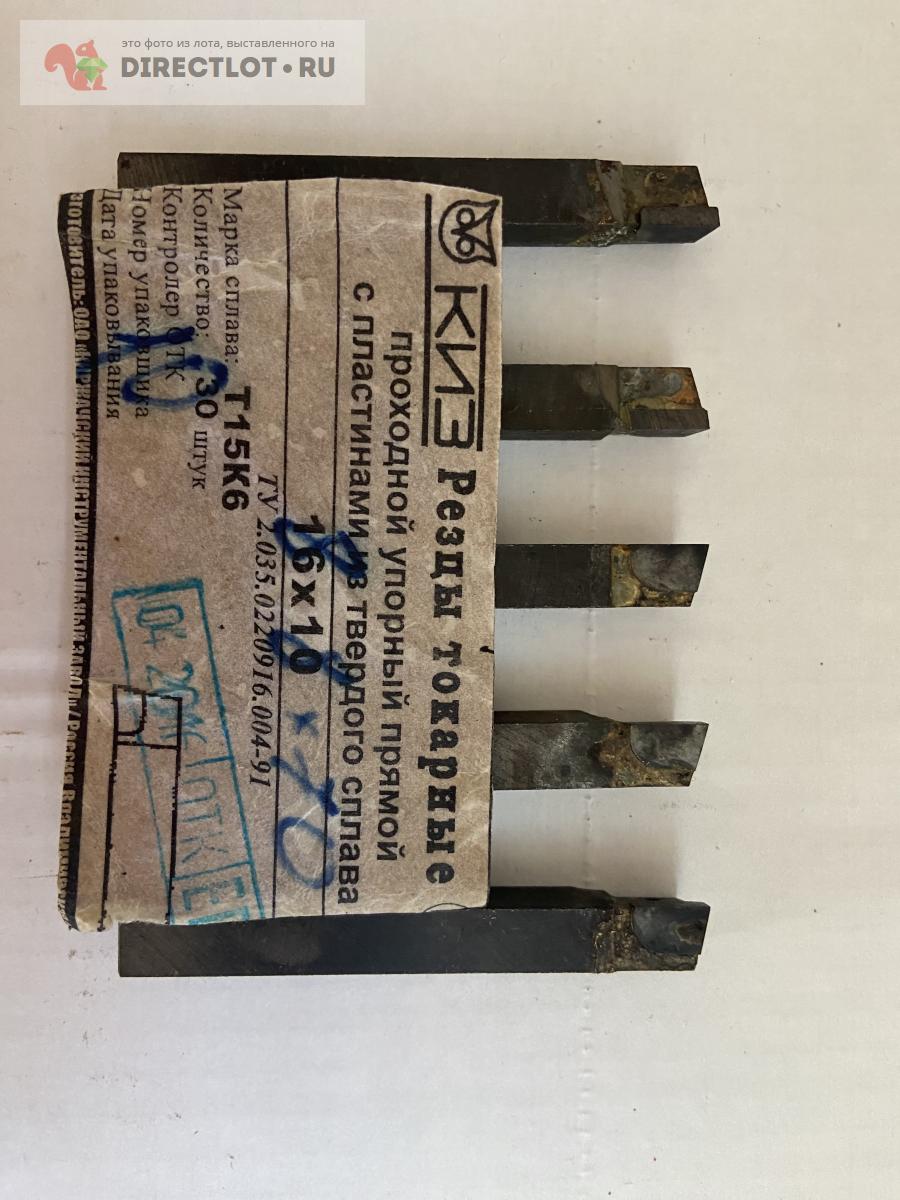 это фото из лота, выставленного на
DIRECTLOT.RU
КИЗ Резцы токарные
проходной упорный прямой
с пластинами из твердого сплава
16х10
ТУ 2.035.0220916.004-91
Марка сплава: Т15К6
Количество: 30 штук
Контролер ОТК
Номер упаковщика
Дата упаковывания
ОТК